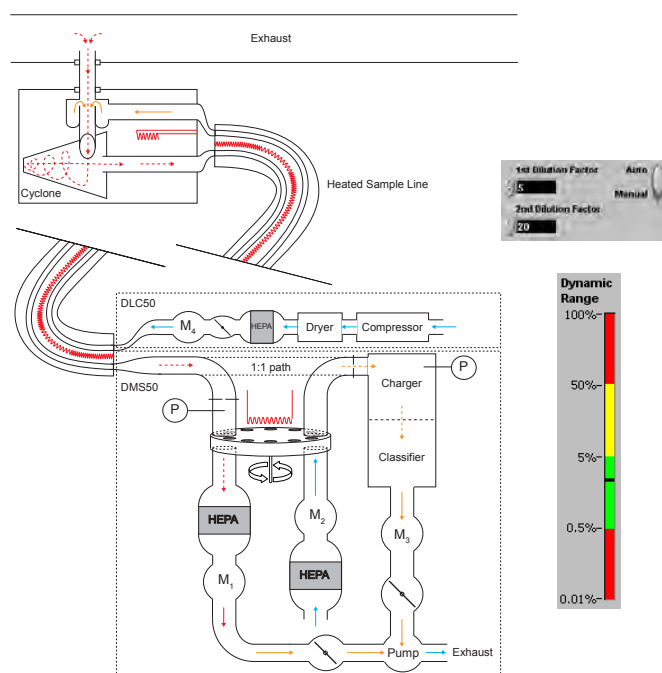 Exhaust
Cyclone
Heated Sample Line
1st Dilution Factor
Auto
5
Manual
2nd Dilution Factor
20
DLC50
M4
HEPA
Dryer
Compressor
1:1 path
DMS50
P
P
Charger
Classifier
HEPA
M2
M3
HEPA
M1
Pump
Exhaust
Dynamic
Range
100%
50%
5%
0.5%
0.01%